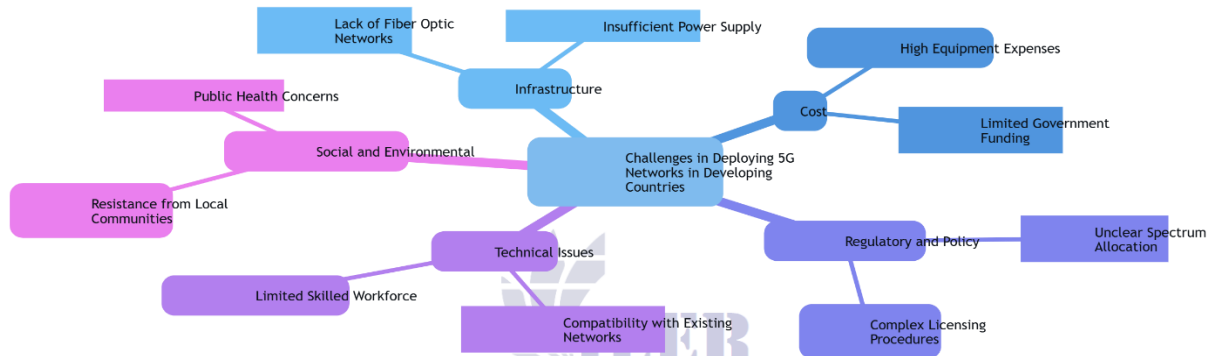 Lack of Fiber Optic
Networks
Insufficient Power Supply
High Equipment Expenses
Public Health Concerns
Infrastructure
Cost
Limited Government
Funding
Social and Environmental
Challenges in Deploying 5G
Networks in Developing
Countries
Resistance from Local
Communities
Technical Issues
Regulatory and Policy
Unclear Spectrum
Allocation
Limited Skilled Workforce
Compatibility with Existing
Networks
Complex Licensing
Procedures